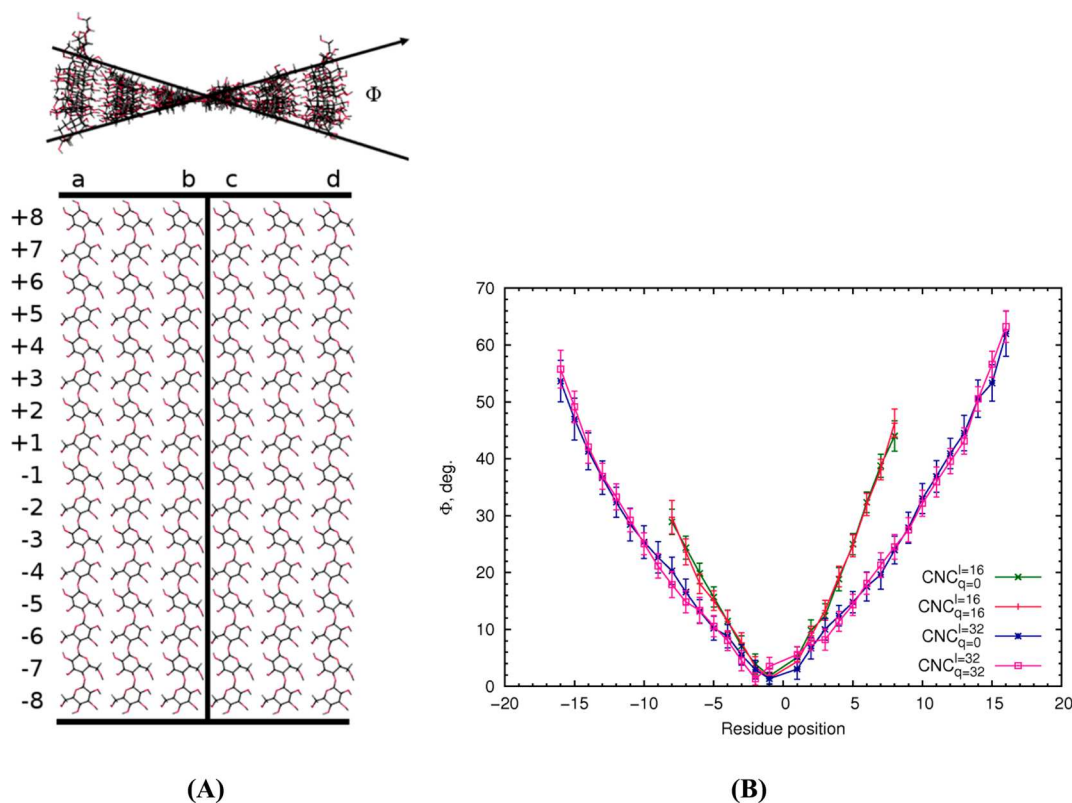 Φ
a b c d
+8
+7
+6
+5
+4
+3
+2
+1
-1
-2
-3
-4
-5
-6
-7
-8
(A)
Φ, deg.
70
60
50
40
30
20
10
0
−20 −15 −10 −5 0 5 10 15 20
Residue position
CNC l=16 q=0
CNC l=16 q=16
CNC l=32 q=0
CNC l=32 q=32
(B)